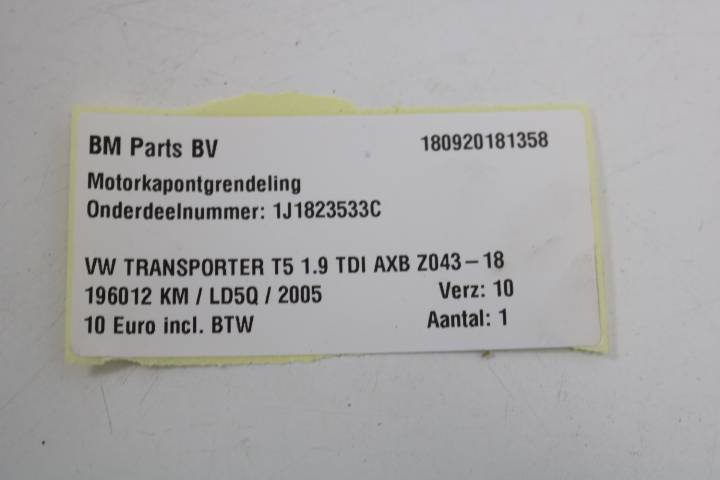 BM Parts BV 180920181358
Motorkapontgrendeling
Onderdeelnummer: 1J1823533C
VW TRANSPORTER T5 1.9 TDI AXB Z043-18
196012 KM / LD5Q / 2005 Verz: 10
10 Euro incl. BTW Aantal: 1